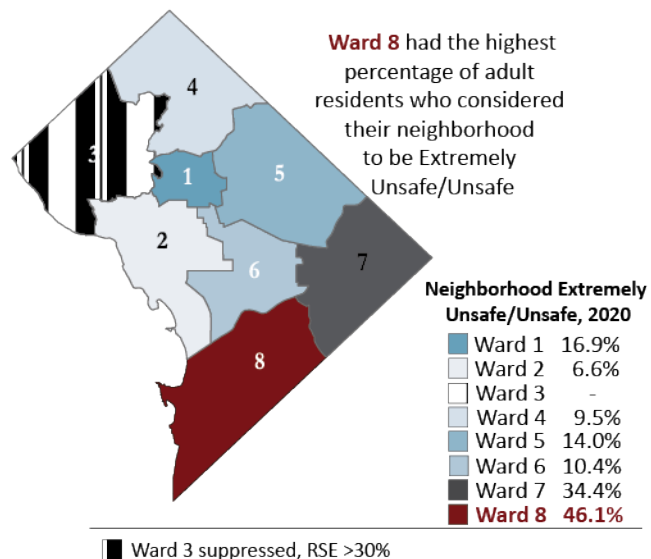 Ward 8 had the highest
percentage of adult
residents who considered
their neighborhood
to be Extremely
Unsafe/Unsafe
4
3
1
5
2
6
7
8
Neighborhood Extremely
Unsafe/Unsafe, 2020
Ward 1 16.9%
Ward 2 6.6%
Ward 3 -
Ward 4 9.5%
Ward 5 14.0%
Ward 6 10.4%
Ward 7 34.4%
Ward 8 46.1%
Ward 3 suppressed, RSE >30%